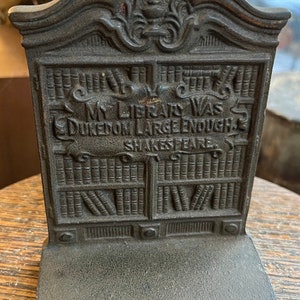 My Library Was
Dukedom Large Enough.
Shakespeare.